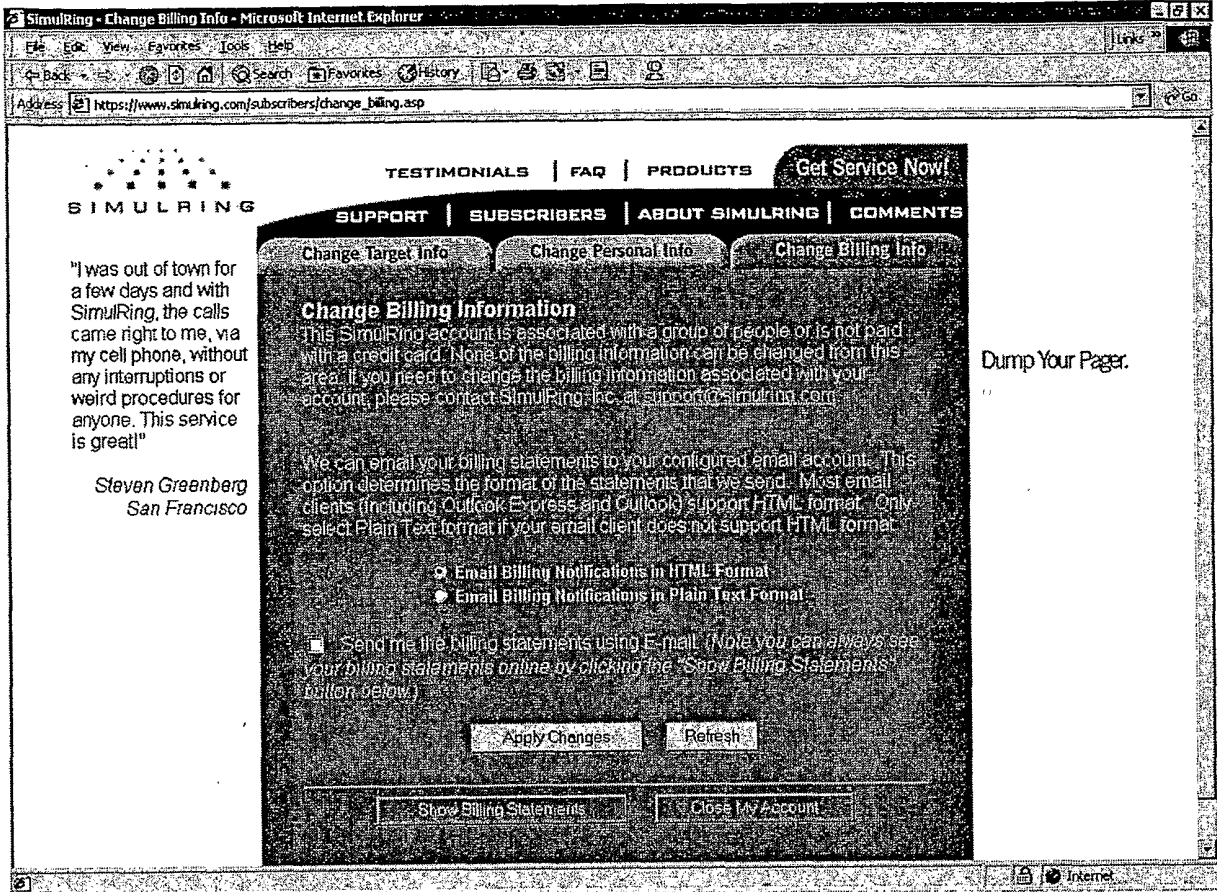 SimulRing - Change Billing Info - Microsoft Internet Explorer
File Edit View Favorites Tools Help
Links »
Back Search Favorites History
Address https://www.simulring.com/subscribers/change_billing.asp Go
SIMULRING
TESTIMONIALS | FAQ | PRODUCTS Get Service Now!
SUPPORT | SUBSCRIBERS | ABOUT SIMULRING | COMMENTS
Change Target Info Change Personal Info Change Billing Info
"I was out of town for
a few days and with
SimulRing, the calls
came right to me, via
my cell phone, without
any interruptions or
weird procedures for
anyone. This service
is great!"
Steven Greenberg
San Francisco
Change Billing Information
This SimulRing account is associated with a group of people or is not paid
with a credit card. None of the billing information can be changed from this
area. If you need to change the billing information associated with your
account, please contact SimulRing, Inc. at support@simulring.com
We can email your billing statements to your configured email account. This
option determines the format of the statements that we send. Most email
clients (including Outlook Express and Outlook) support HTML format. Only
select Plain Text format if your email client does not support HTML format.
Email Billing Notifications in HTML Format
Email Billing Notifications in Plain Text Format
Send me the billing statements using E-mail. (Note you can always see
your billing statements online by clicking the "Show Billing Statements"
button below.)
Apply Changes Refresh
Show Billing Statements Close My Account
Dump Your Pager.
Internet